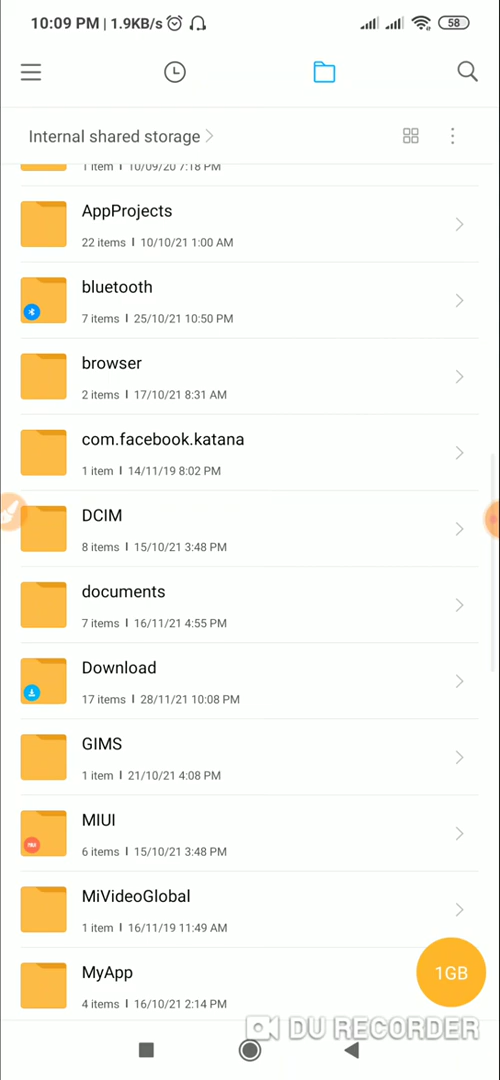 10:09 PM | 1.9KB/s
58
Internal shared storage
1 item I 10/09/20 7:18 PM
AppProjects
22 items I 10/10/21 1:00 AM
bluetooth
7 items I 25/10/21 10:50 PM
browser
2 items I 17/10/21 8:31 AM
com.facebook.katana
1 item I 14/11/19 8:02 PM
DCIM
8 items I 15/10/21 3:48 PM
documents
7 items I 16/11/21 4:55 PM
Download
17 items I 28/11/21 10:08 PM
GIMS
1 item I 21/10/21 4:08 PM
MIUI
6 items I 15/10/21 3:48 PM
MiVideoGlobal
1 item I 16/11/19 11:49 AM
MyApp
4 items I 16/10/21 2:14 PM
1GB
DU RECORDER